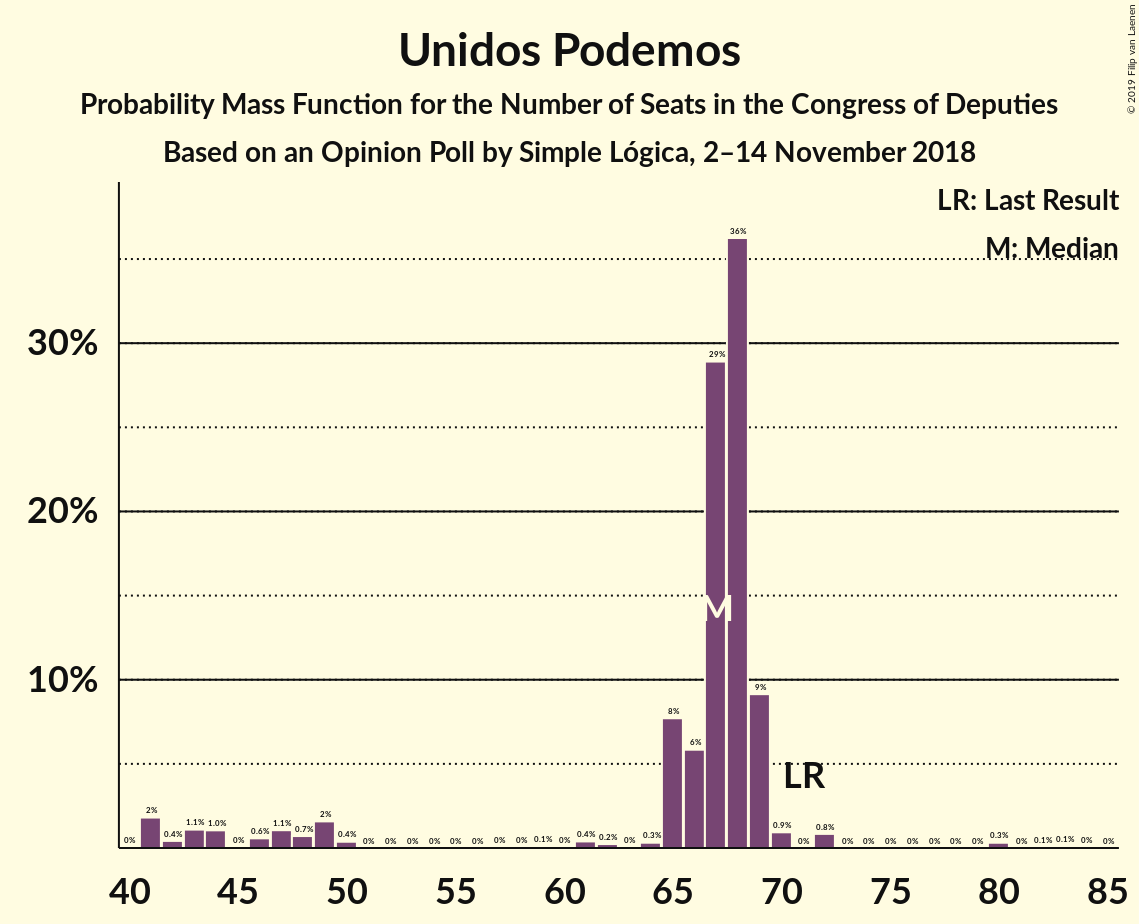 Unidos Podemos
Probability Mass Function for the Number of Seats in the Congress of Deputies
Based on an Opinion Poll by Simple Lógica, 2–14 November 2018
© 2019 Filip van Laenen
LR: Last Result
M: Median
30%
20%
10%
0% 2% 0.4% 1.1% 1.0% 0% 0.6% 1.1% 0.7% 2% 0.4% 0% 0% 0% 0% 0% 0% 0% 0% 0.1% 0% 0.4% 0.2% 0% 0.3% 8% 6% 29% 36% 9% 0.9% 0% 0.8% 0% 0% 0% 0% 0% 0% 0% 0.3% 0% 0.1% 0.1% 0% 0%
M
LR
40 45 50 55 60 65 70 75 80 85